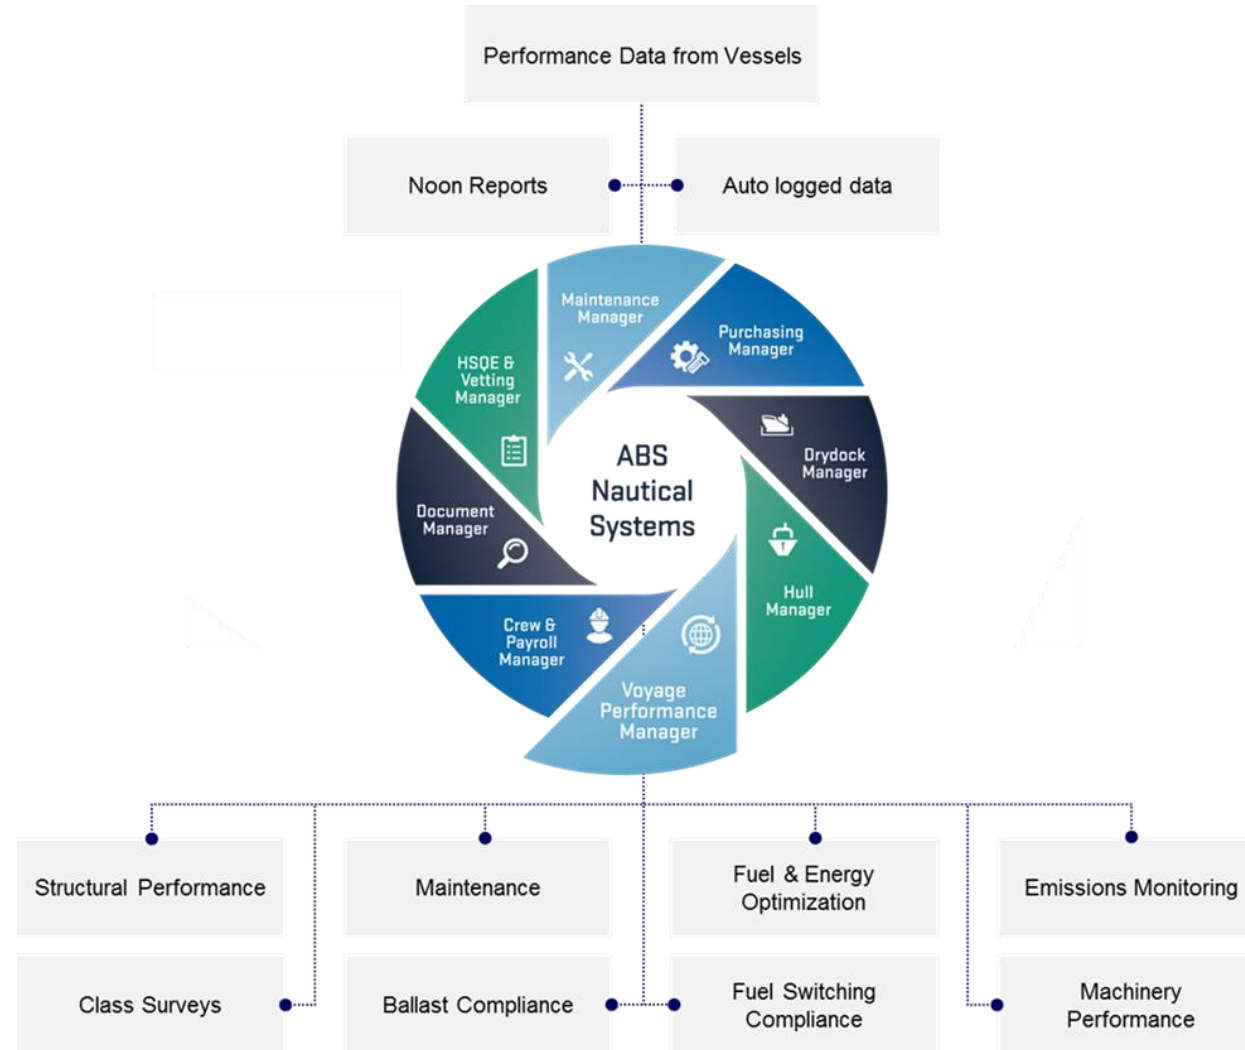 Performance Data from Vessels
Noon Reports
Auto logged data
Maintenance
Manager
Purchasing
Manager
HSQE &
Vetting
Manager
Drydock
Manager
ABS
Nautical
Systems
Document
Manager
Hull
Manager
Crew &
Payroll
Manager
Voyage
Performance
Manager
Structural Performance
Maintenance
Fuel & Energy
Optimization
Emissions Monitoring
Class Surveys
Ballast Compliance
Fuel Switching
Compliance
Machinery
Performance